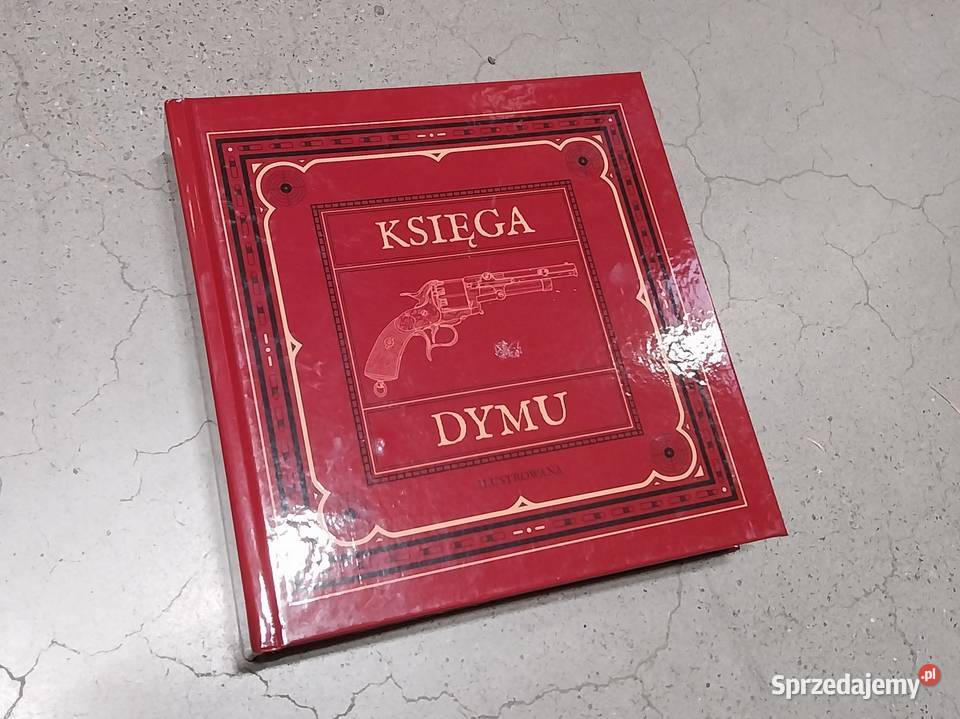 KSIĘGA
DYMU
ILUSTROWANA
Sprzedajemy.pl